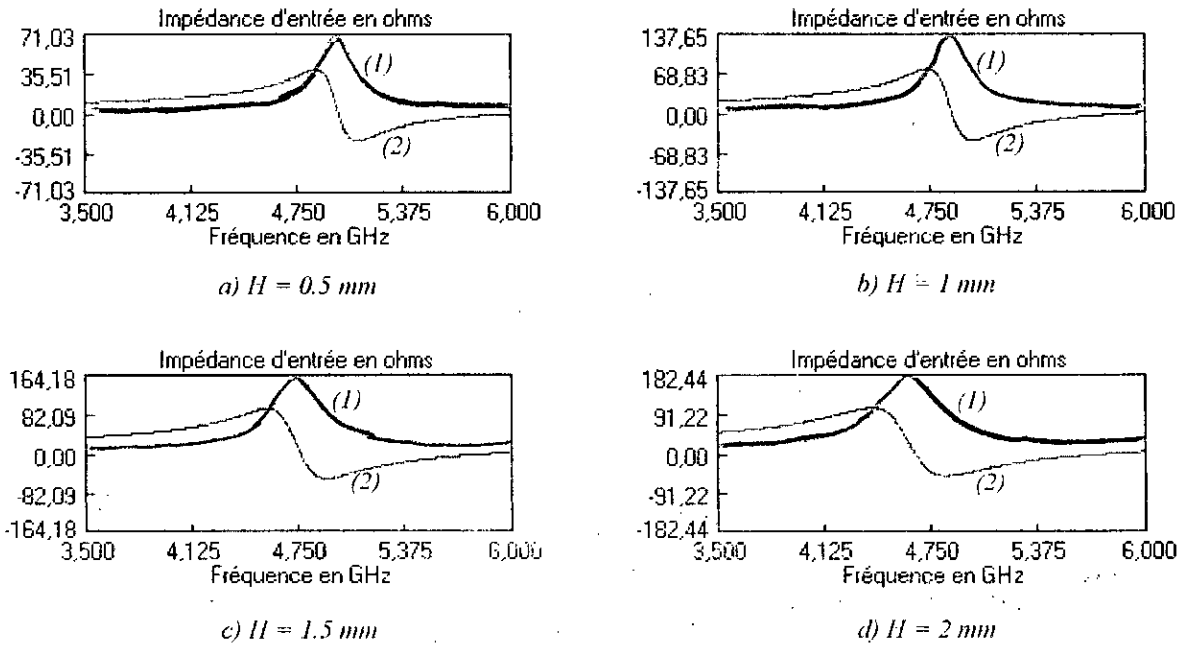 Impédance d'entrée en ohms
71,03
35,51
0,00
-35,51
-71,03
(1)
(2)
3,500 4,125 4,750 5,375 6,000
Fréquence en GHz
a) H = 0.5 mm
Impédance d'entrée en ohms
137,65
68,83
0,00
-68,83
-137,65
(1)
(2)
3,500 4,125 4,750 5,375 6,000
Fréquence en GHz
b) H = 1 mm
Impédance d'entrée en ohms
164,18
82,09
0,00
-82,09
-164,18
(1)
(2)
3,500 4,125 4,750 5,375 6,000
Fréquence en GHz
c) H = 1.5 mm
Impédance d'entrée en ohms
182,44
91,22
0,00
-91,22
-182,44
(1)
(2)
3,500 4,125 4,750 5,375 6,000
Fréquence en GHz
d) H = 2 mm